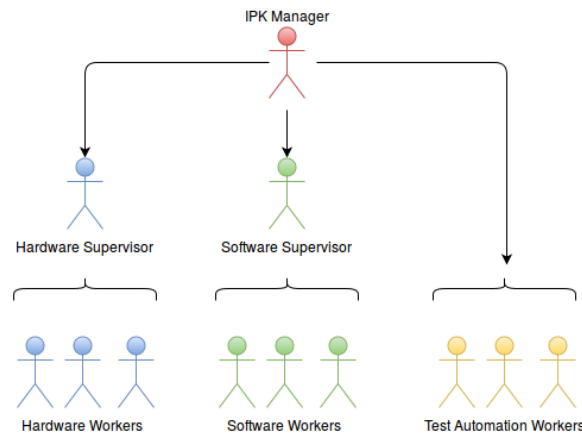 IPK Manager
Hardware Supervisor
Software Supervisor
Hardware Workers
Software Workers
Test Automation Workers